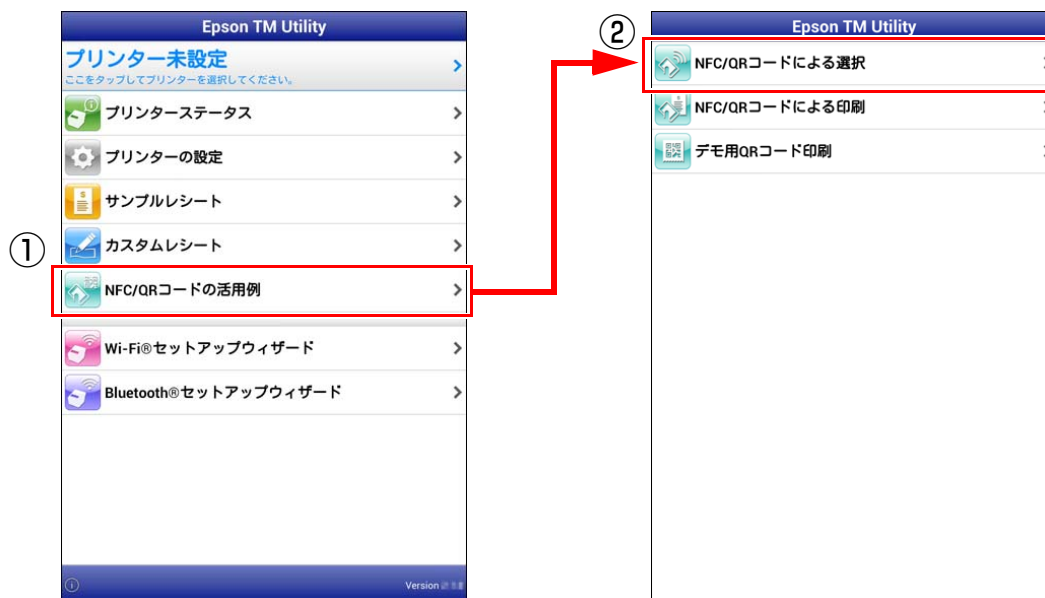 ①
Epson TM Utility
プリンター未設定
ここをタップしてプリンターを選択してください。
プリンターステータス
プリンターの設定
サンプルレシート
カスタムレシート
NFC/QRコードの活用例
Wi-Fi®セットアップウィザード
Bluetooth®セットアップウィザード
Version
②
Epson TM Utility
NFC/QRコードによる選択
NFC/QRコードによる印刷
デモ用QRコード印刷